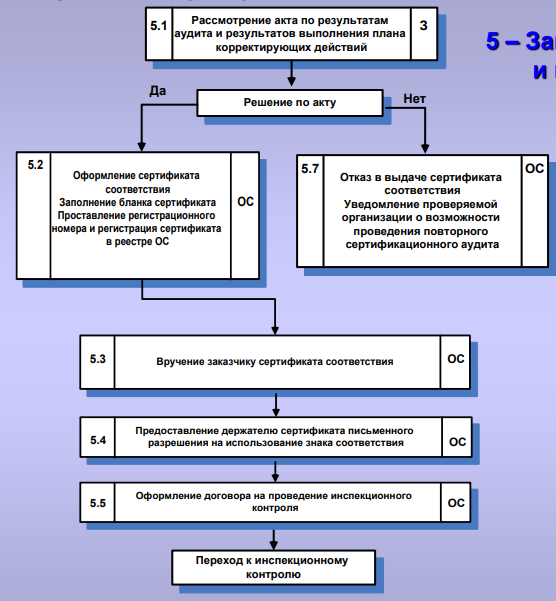 5.1
Рассмотрение акта по результатам
аудита и результатов выполнения плана
корректирующих действий
З
5 – За
и
Да
Решение по акту
Нет
5.2
Оформление сертификата
соответствия
Заполнение бланка сертификата
Проставление регистрационного
номера и регистрация сертификата
в реестре ОС
ОС
5.7
Отказ в выдаче сертификата
соответствия
Уведомление проверяемой
организации о возможности
проведения повторного
сертификационного аудита
ОС
5.3
Вручение заказчику сертификата соответствия
ОС
5.4
Предоставление держателю сертификата письменного
разрешения на использование знака соответствия
ОС
5.5
Оформление договора на проведение инспекционного
контроля
ОС
Переход к инспекционному
контролю